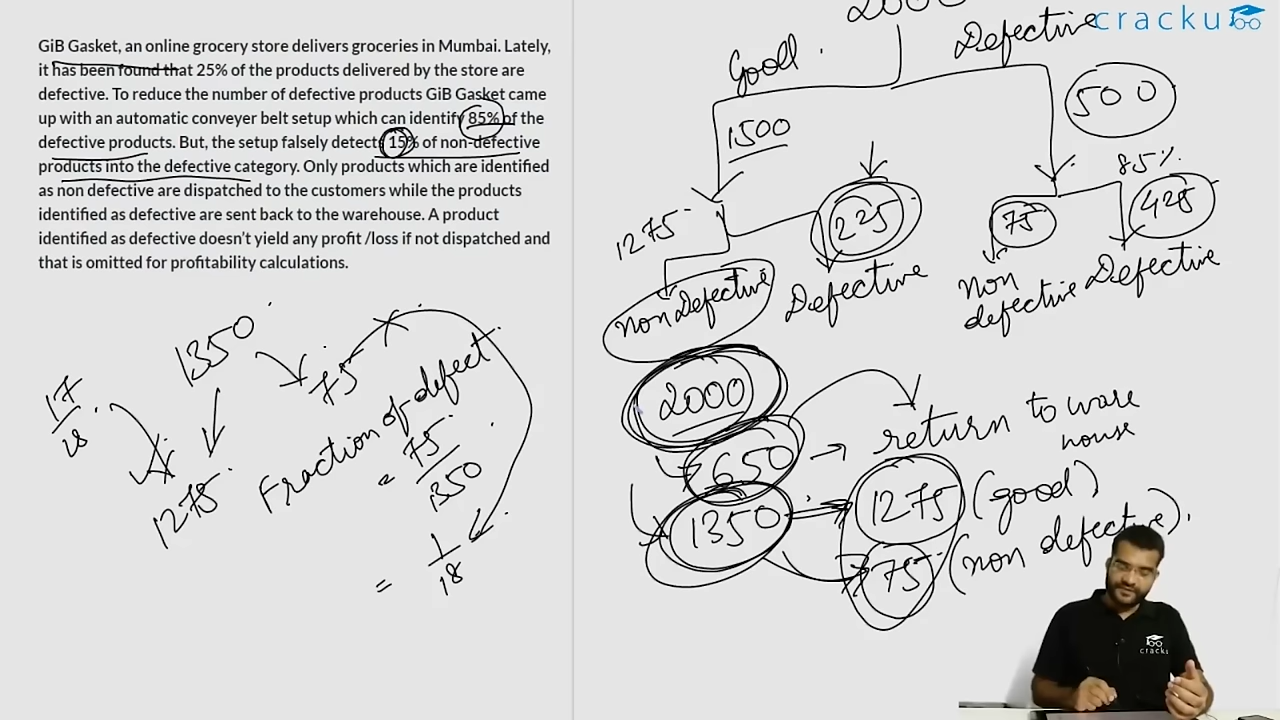 GiB Gasket, an online grocery store delivers groceries in Mumbai. Lately,
it has been found that 25% of the products delivered by the store are
defective. To reduce the number of defective products GiB Gasket came
up with an automatic conveyer belt setup which can identify 85% of the
defective products. But, the setup falsely detects 15% of non-defective
products into the defective category. Only products which are identified
as non defective are dispatched to the customers while the products
identified as defective are sent back to the warehouse. A product
identified as defective doesn't yield any profit /loss if not dispatched and
that is omitted for profitability calculations.
1350
17/18
75
1275
Fraction of defect
= 75/1350
= 1/18
cracku
2000
Good
Defective
500
1500
85%
1275
225
75
425
non Defective
Defective
non
defective
Defective
2000
650 → return to ware
house
1350 → 1275 (good)
75 (non defective).
cracku